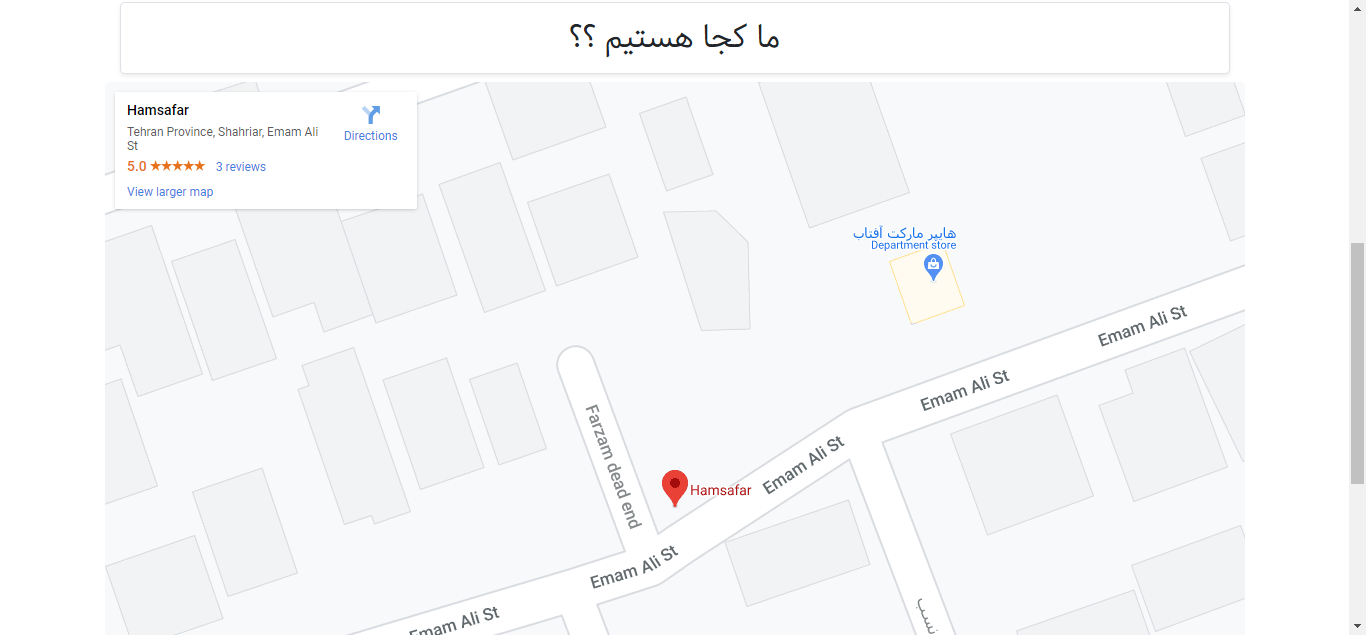 ما کجا هستیم ؟؟
Hamsafar
Directions
Tehran Province, Shahriar, Emam Ali
St
5.0
3 reviews
View larger map
هایپر مارکت آفتاب
Department store
Emam Ali St
Emam Ali St
Emam Ali St
Farzam dead end
Hamsafar
Emam Ali St
Emam Ali St
نسب